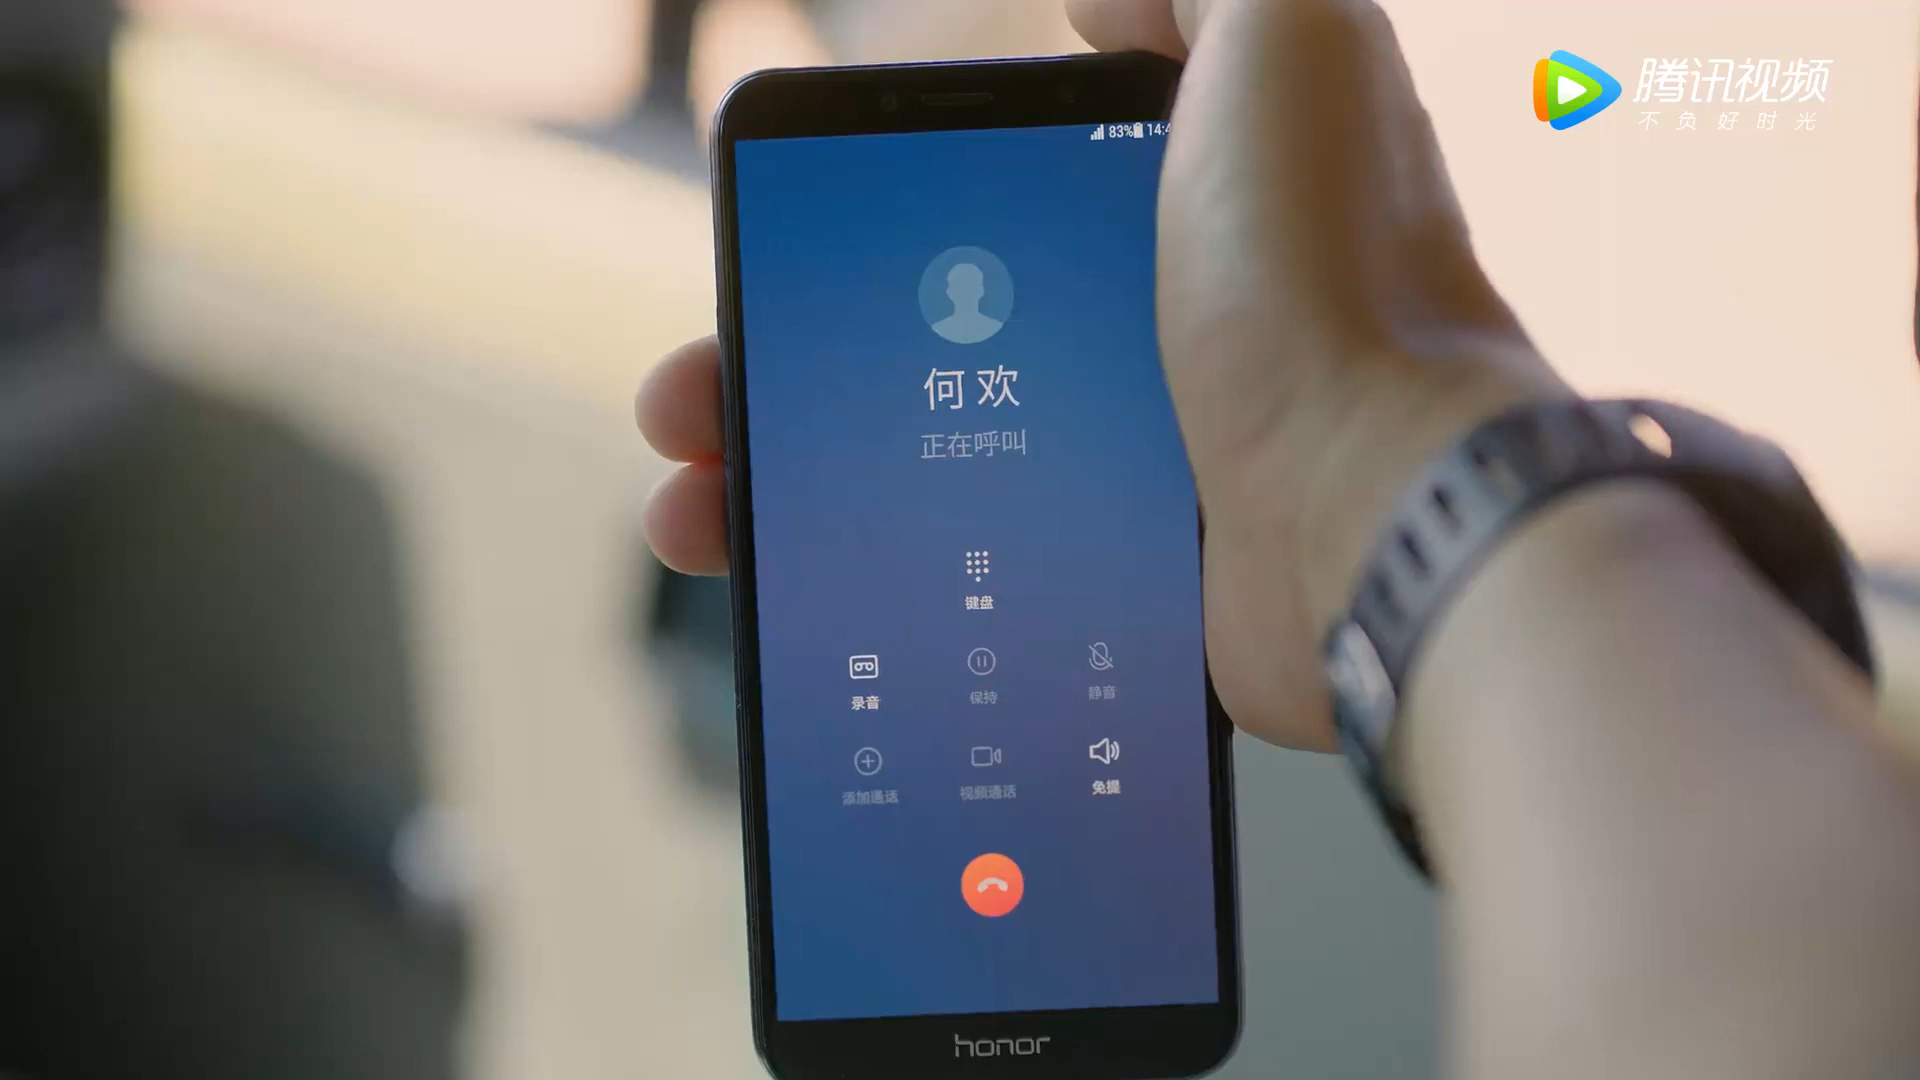 腾讯视频
不负好时光
83%
何欢
正在呼叫
键盘
录音 保持 静音
添加通话 视频通话 免提
honor